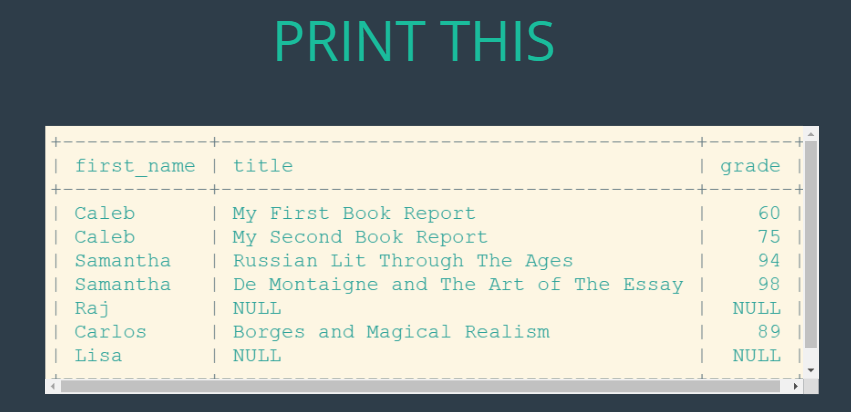 PRINT THIS
+------------+---------------------------------------+-------+
| first_name | title                                 | grade |
+------------+---------------------------------------+-------+
| Caleb      | My First Book Report                  |    60 |
| Caleb      | My Second Book Report                 |    75 |
| Samantha   | Russian Lit Through The Ages          |    94 |
| Samantha   | De Montaigne and The Art of The Essay |    98 |
| Raj        | NULL                                  |  NULL |
| Carlos     | Borges and Magical Realism            |    89 |
| Lisa       | NULL                                  |  NULL |
+------------+---------------------------------------+-------+